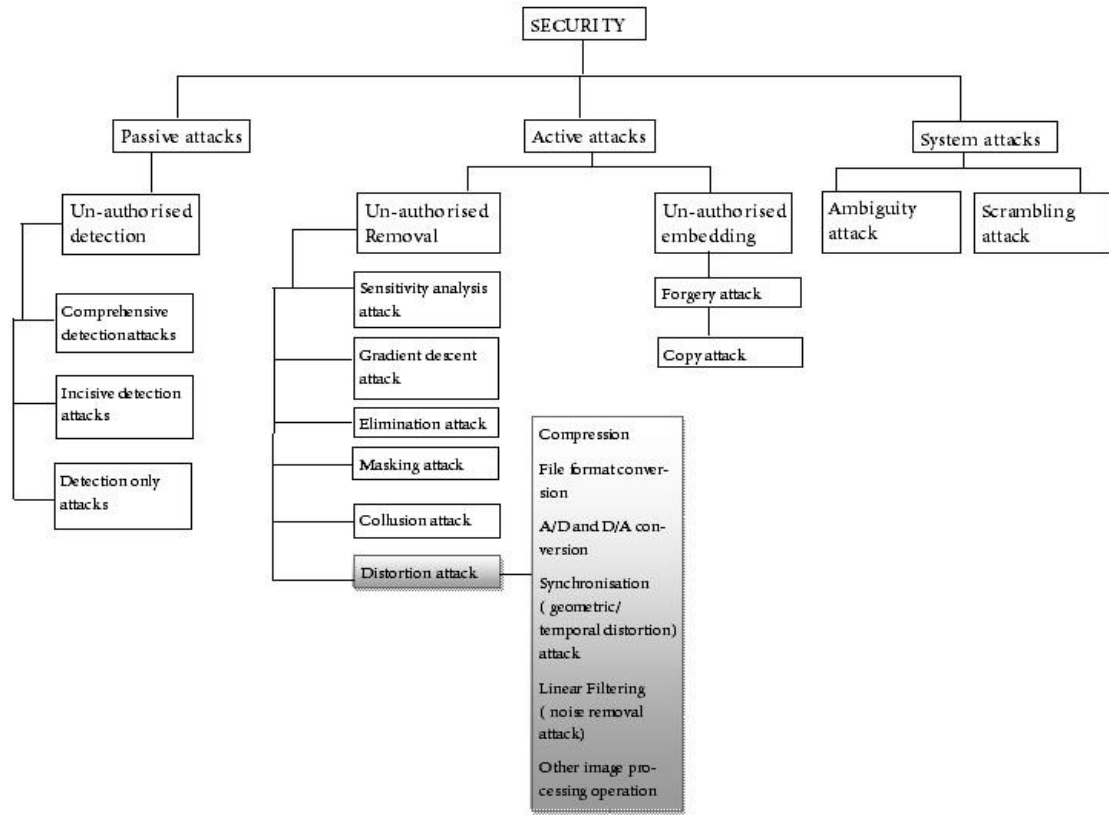 SECURITY
Passive attacks
Active attacks
System attacks
Un-authorised
detection
Un-authorised
Removal
Un-authorised
embedding
Ambiguity
attack
Scrambling
attack
Comprehensive
detection attacks
Incisive detection
attacks
Detection only
attacks
Sensitivity analysis
attack
Gradient descent
attack
Elimination attack
Masking attack
Collusion attack
Distortion attack
Forgery attack
Copy attack
Compression
File format conver-
sion
A/D and D/A con-
version
Synchronisation
( geometric/
temporal distortion)
attack
Linear Filtering
( noise removal
attack)
Other image pro-
cessing operation